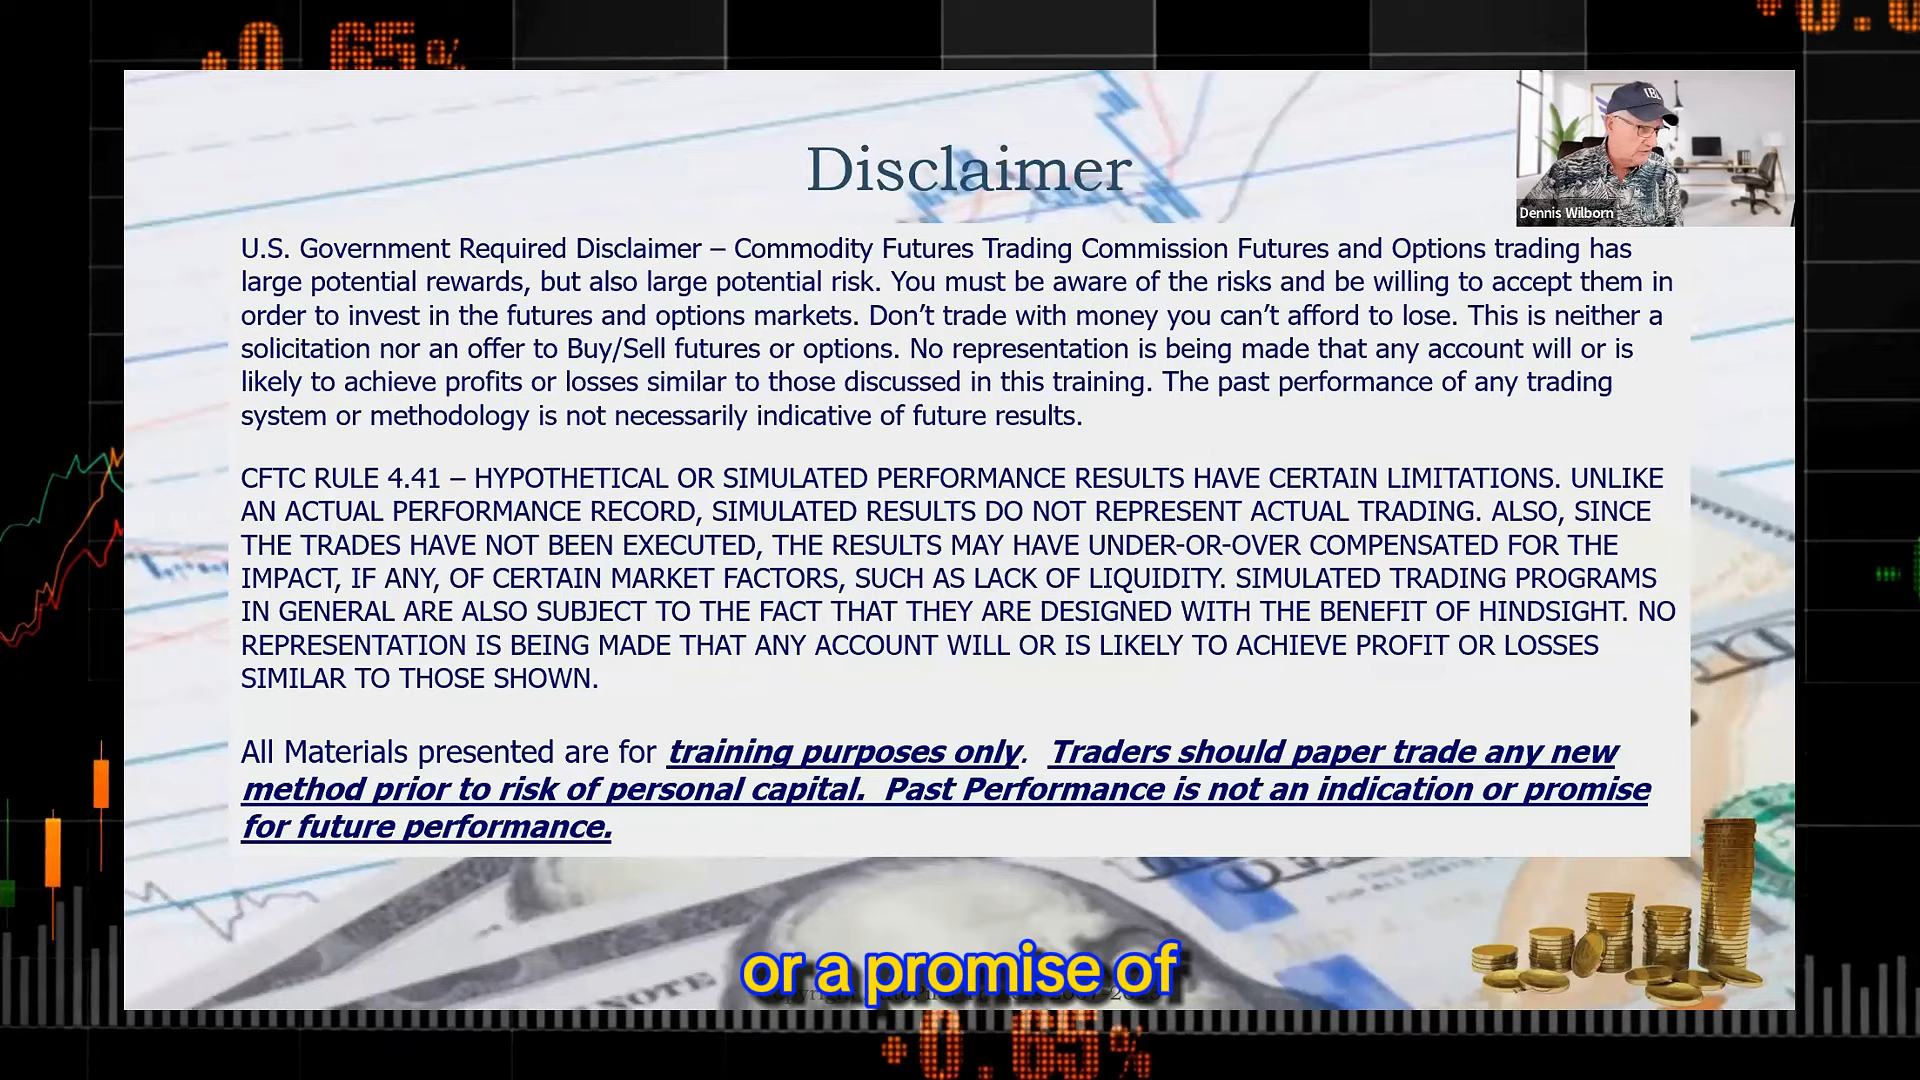 +0.65%
Disclaimer
Dennis Wilborn
U.S. Government Required Disclaimer – Commodity Futures Trading Commission Futures and Options trading has
large potential rewards, but also large potential risk. You must be aware of the risks and be willing to accept them in
order to invest in the futures and options markets. Don’t trade with money you can’t afford to lose. This is neither a
solicitation nor an offer to Buy/Sell futures or options. No representation is being made that any account will or is
likely to achieve profits or losses similar to those discussed in this training. The past performance of any trading
system or methodology is not necessarily indicative of future results.
CFTC RULE 4.41 – HYPOTHETICAL OR SIMULATED PERFORMANCE RESULTS HAVE CERTAIN LIMITATIONS. UNLIKE
AN ACTUAL PERFORMANCE RECORD, SIMULATED RESULTS DO NOT REPRESENT ACTUAL TRADING. ALSO, SINCE
THE TRADES HAVE NOT BEEN EXECUTED, THE RESULTS MAY HAVE UNDER-OR-OVER COMPENSATED FOR THE
IMPACT, IF ANY, OF CERTAIN MARKET FACTORS, SUCH AS LACK OF LIQUIDITY. SIMULATED TRADING PROGRAMS
IN GENERAL ARE ALSO SUBJECT TO THE FACT THAT THEY ARE DESIGNED WITH THE BENEFIT OF HINDSIGHT. NO
REPRESENTATION IS BEING MADE THAT ANY ACCOUNT WILL OR IS LIKELY TO ACHIEVE PROFIT OR LOSSES
SIMILAR TO THOSE SHOWN.
All Materials presented are for training purposes only. Traders should paper trade any new
method prior to risk of personal capital. Past Performance is not an indication or promise
for future performance.
NOTE
or a promise of
+0.65%